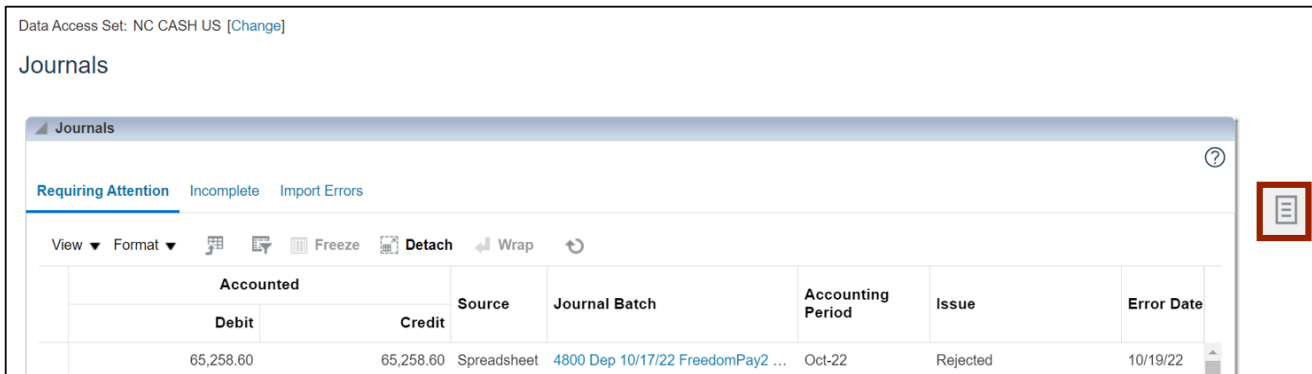 Data Access Set: NC CASH US [Change]
Journals
Journals
Requiring Attention Incomplete Import Errors
View Format Freeze Detach Wrap
Accounted
Debit Credit Source Journal Batch Accounting Period Issue Error Date
65,258.60 65,258.60 Spreadsheet 4800 Dep 10/17/22 FreedomPay2 ... Oct-22 Rejected 10/19/22